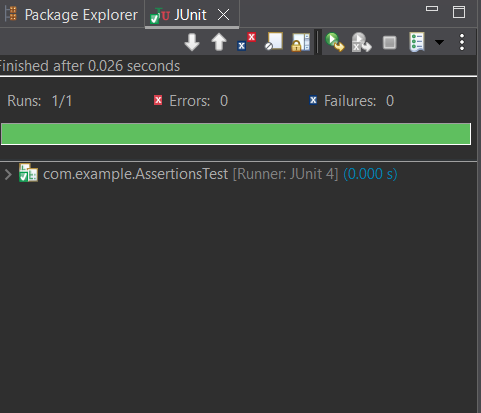 Package Explorer JUnit
Finished after 0.026 seconds
Runs: 1/1 Errors: 0 Failures: 0
com.example.AssertionsTest [Runner: JUnit 4] (0.000 s)